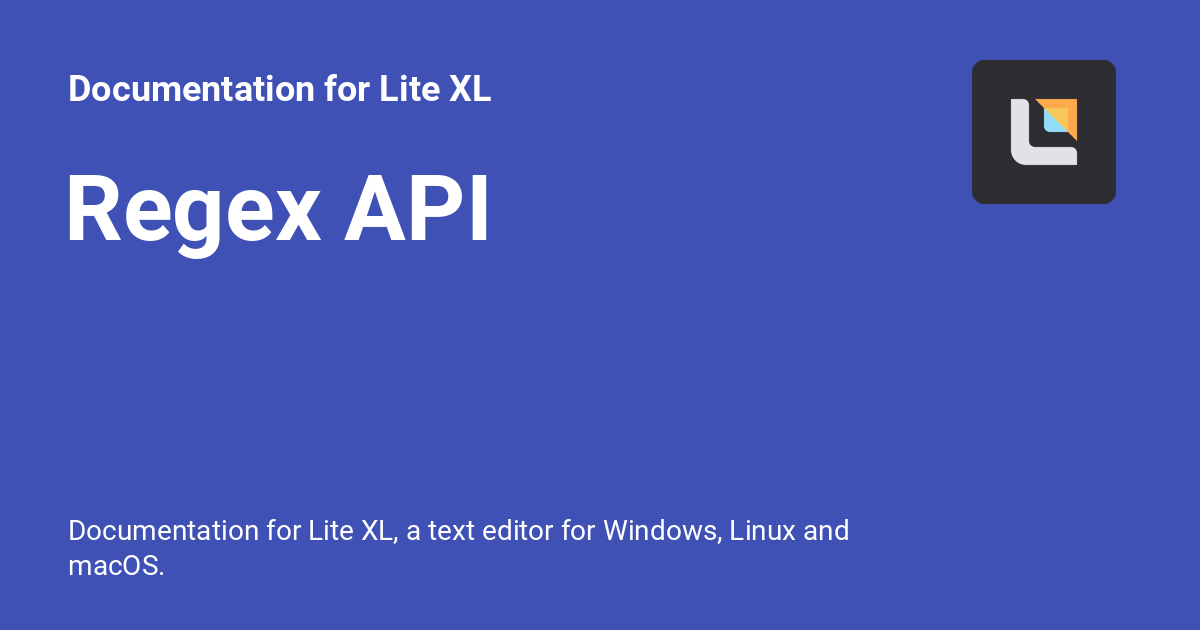 Documentation for Lite XL
Regex API
Documentation for Lite XL, a text editor for Windows, Linux and
macOS.